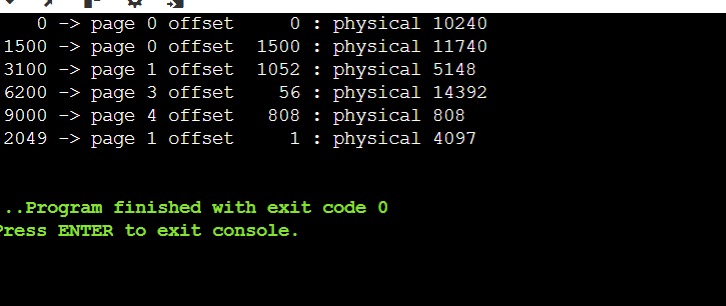 0 -> page 0 offset 0 : physical 10240
1500 -> page 0 offset 1500 : physical 11740
3100 -> page 1 offset 1052 : physical 5148
6200 -> page 3 offset 56 : physical 14392
9000 -> page 4 offset 808 : physical 808
2049 -> page 1 offset 1 : physical 4097
..Program finished with exit code 0
Press ENTER to exit console.